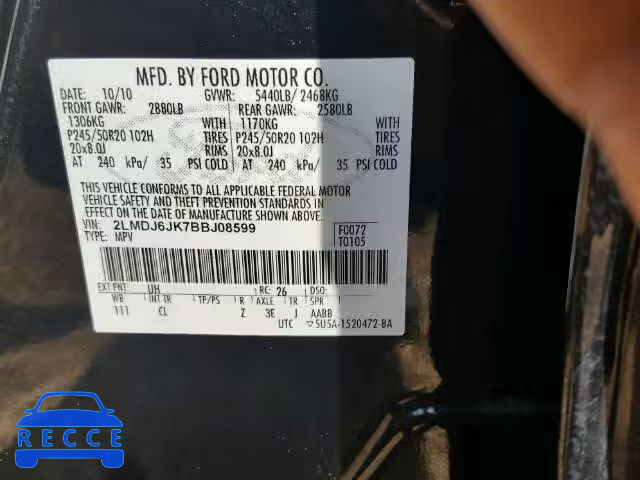 MFD. BY FORD MOTOR CO.
DATE: 10/10 GVWR: 5440LB/ 2468KG
FRONT GAWR: 2880LB REAR GAWR: 2580LB
1306KG WITH 1170KG WITH
P245/50R20 102H TIRES P245/50R20 102H TIRES
20x8.0J RIMS 20x8.0J RIMS
AT 240 kPa/ 35 PSI COLD AT 240 kPa/ 35 PSI COLD
THIS VEHICLE CONFORMS TO ALL APPLICABLE FEDERAL MOTOR
VEHICLE SAFETY AND THEFT PREVENTION STANDARDS IN
EFFECT ON THE DATE OF MANUFACTURE SHOWN ABOVE.
VIN: 2LMDJ6JK7BBJ08599 F0072
TYPE: MPV T0105
EXT PNT: UH RC: 26 DSO:
WB INT TR TP/PS R AXLE TR SPR
111 CL Z 3E J AABB
UTC ▽5U5A-1520472-BA
RECCE